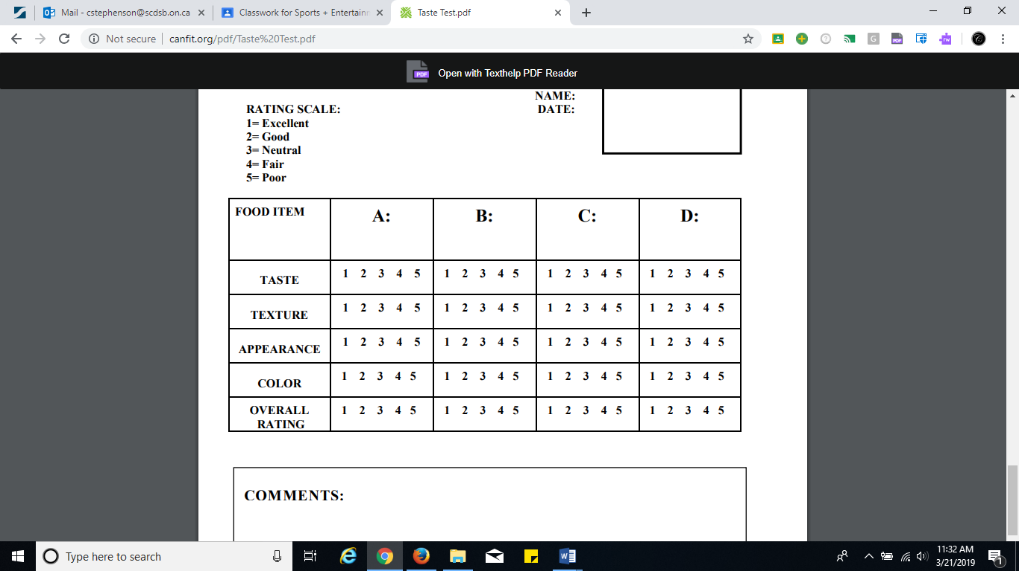 Mail - cstephenson@scdsb.on.ca
Classwork for Sports + Entertainm
Taste Test.pdf
Not secure | canfit.org/pdf/Taste%20Test.pdf
PDF Open with Texthelp PDF Reader
NAME:
DATE:
RATING SCALE:
1= Excellent
2= Good
3= Neutral
4= Fair
5= Poor
FOOD ITEM A: B: C: D:
TASTE 1 2 3 4 5 1 2 3 4 5 1 2 3 4 5 1 2 3 4 5
TEXTURE 1 2 3 4 5 1 2 3 4 5 1 2 3 4 5 1 2 3 4 5
APPEARANCE 1 2 3 4 5 1 2 3 4 5 1 2 3 4 5 1 2 3 4 5
COLOR 1 2 3 4 5 1 2 3 4 5 1 2 3 4 5 1 2 3 4 5
OVERALL RATING 1 2 3 4 5 1 2 3 4 5 1 2 3 4 5 1 2 3 4 5
COMMENTS:
Type here to search
11:32 AM
3/21/2019
1